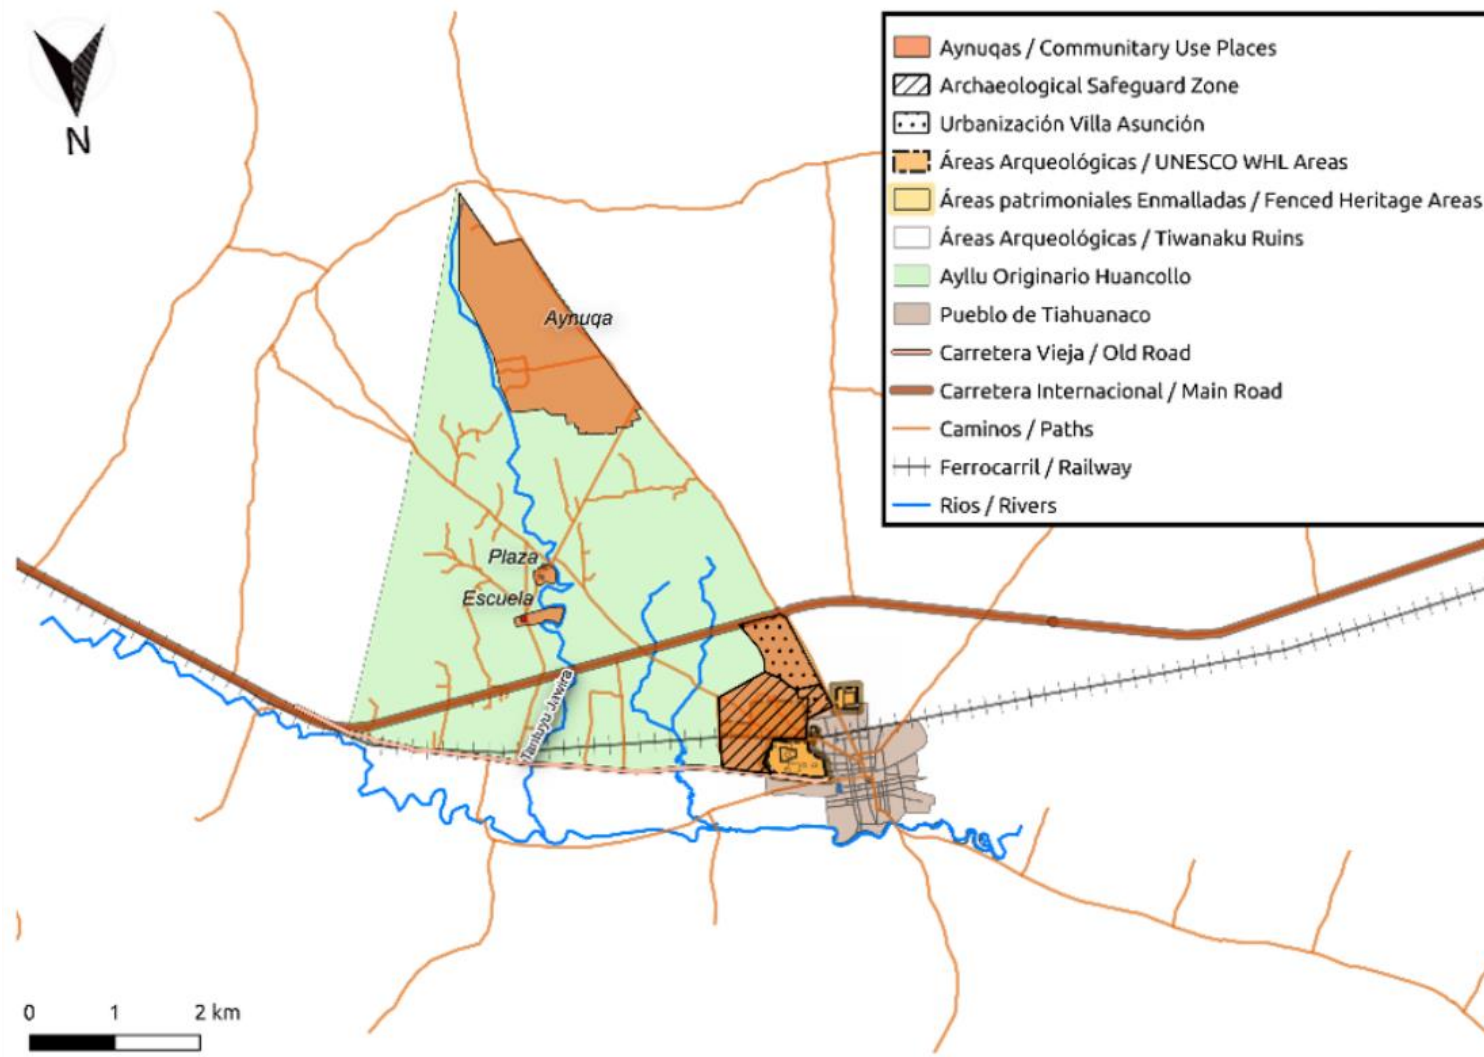 N
Aynuqas / Communitary Use Places
Archaeological Safeguard Zone
Urbanización Villa Asunción
Áreas Arqueológicas / UNESCO WHL Areas
Áreas patrimoniales Enmalladas / Fenced Heritage Areas
Áreas Arqueológicas / Tiwanaku Ruins
Ayllu Originario Huancollo
Pueblo de Tiahuanaco
Carretera Vieja / Old Road
Carretera Internacional / Main Road
Caminos / Paths
Ferrocarril / Railway
Rios / Rivers
Aynuqa
Plaza
Escuela
Tantuyu Jawira
0 1 2 km